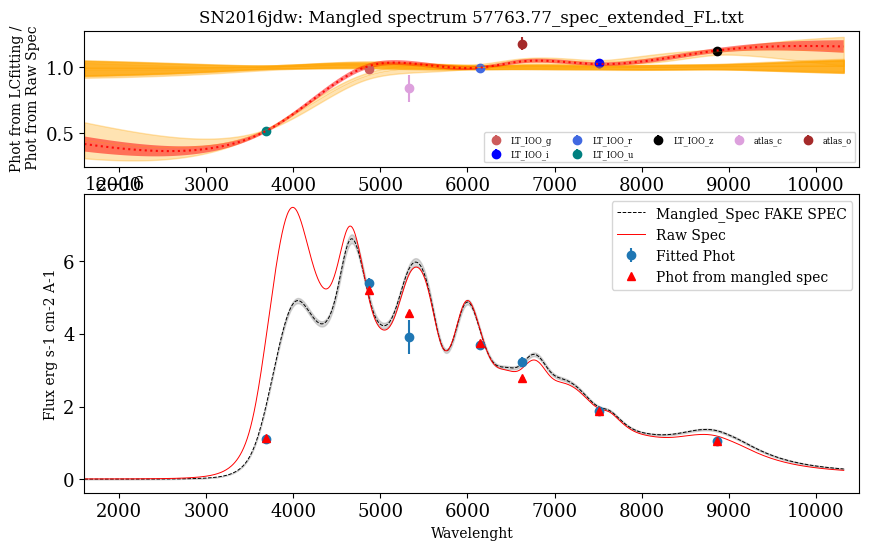 SN2016jdw: Mangled spectrum 57763.77_spec_extended_FL.txt
Phot from LCfitting /
Phot from Raw Spec
1.0
0.5
LT_IOO_g LT_IOO_r LT_IOO_z atlas_c atlas_o
LT_IOO_i LT_IOO_u
2000 3000 4000 5000 6000 7000 8000 9000 10000
1e−16
Flux erg s-1 cm-2 A-1
6
4
2
0
Mangled_Spec FAKE SPEC
Raw Spec
Fitted Phot
Phot from mangled spec
2000 3000 4000 5000 6000 7000 8000 9000 10000
Wavelenght